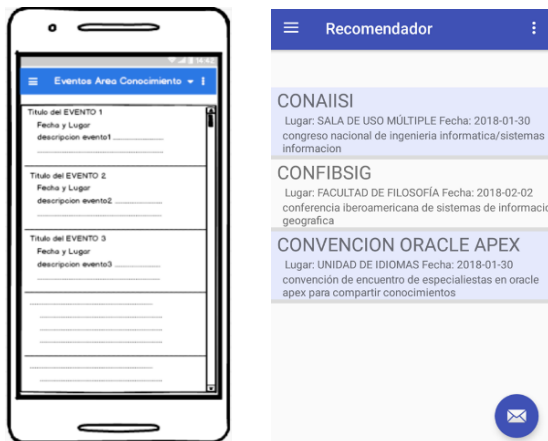 14:42
Eventos Area Conocimiento
Titulo del EVENTO 1
Fecha y Lugar
descripcion evento1
Titulo del EVENTO 2
Fecha y Lugar
descripcion evento2
Titulo del EVENTO 3
Fecha y Lugar
descripcion evento3
Recomendador
CONAIISI
Lugar: SALA DE USO MÚLTIPLE Fecha: 2018-01-30
congreso nacional de ingenieria informatica/sistemas
informacion
CONFIBSIG
Lugar: FACULTAD DE FILOSOFÍA Fecha: 2018-02-02
conferencia iberoamericana de sistemas de informacio
geografica
CONVENCION ORACLE APEX
Lugar: UNIDAD DE IDIOMAS Fecha: 2018-01-30
convención de encuentro de especialiestas en oracle
apex para compartir conocimientos